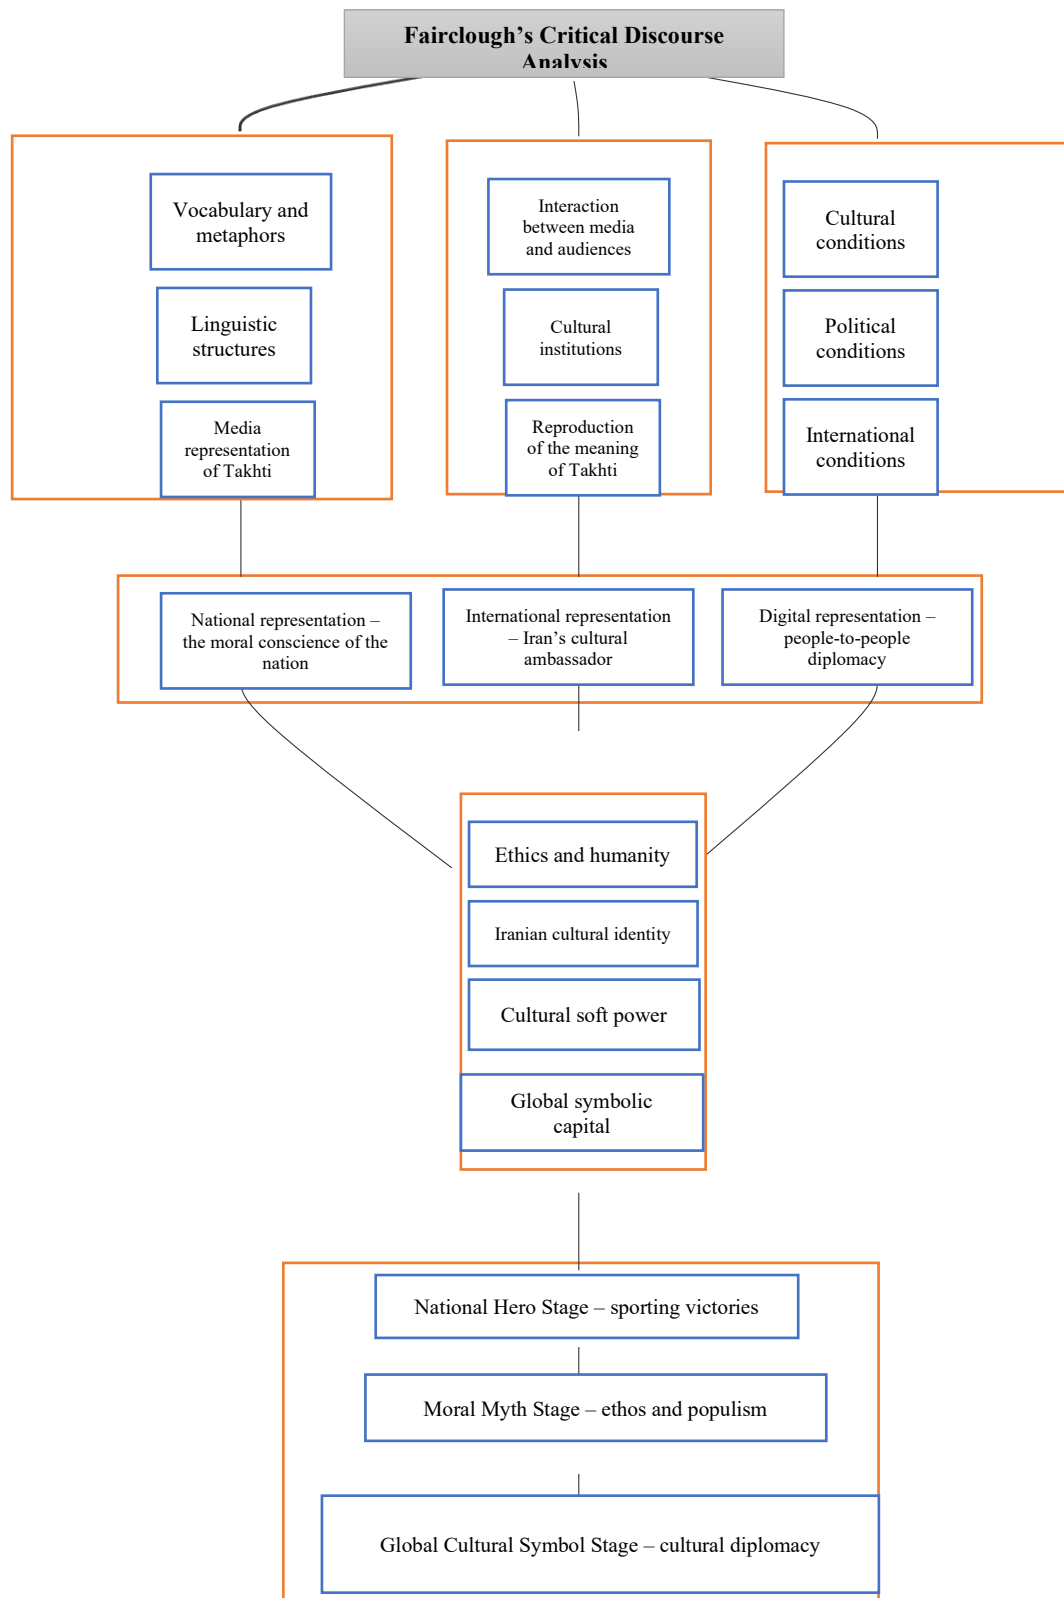 Fairclough's Critical Discourse
Analysis
Vocabulary and
metaphors
Linguistic
structures
Media
representation
of Takhti
Interaction
between media
and audiences
Cultural
institutions
Reproduction
of the meaning
of Takhti
Cultural
conditions
Political
conditions
International
conditions
National representation –
the moral conscience of the
nation
International representation
– Iran's cultural
ambassador
Digital representation –
people-to-people
diplomacy
Ethics and humanity
Iranian cultural identity
Cultural soft power
Global symbolic
capital
National Hero Stage – sporting victories
Moral Myth Stage – ethos and populism
Global Cultural Symbol Stage – cultural diplomacy